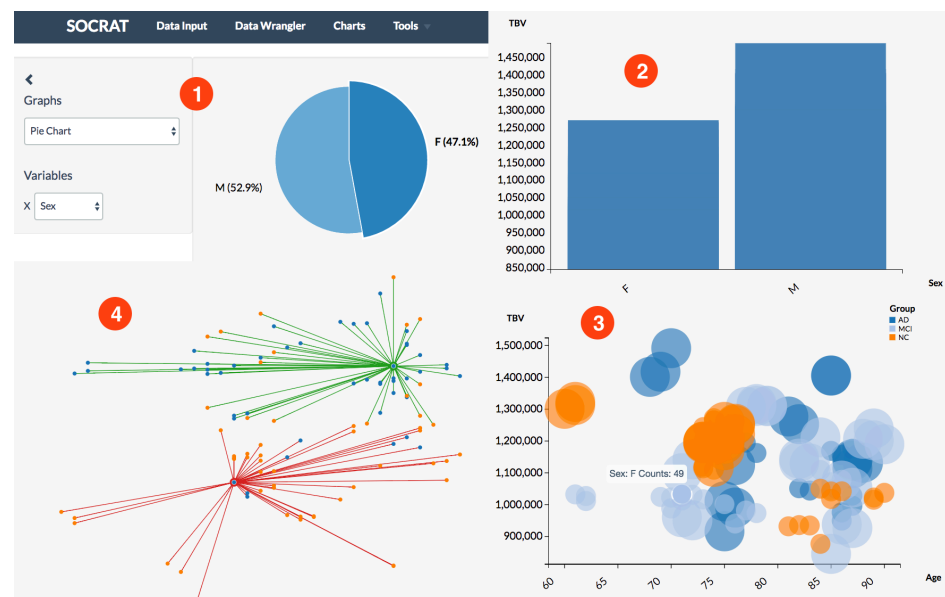 SOCRAT Data Input Data Wrangler Charts Tools
1
Graphs
Pie Chart
Variables
X Sex
F (47.1%)
M (52.9%)
TBV
2
1,450,000
1,400,000
1,350,000
1,300,000
1,250,000
1,200,000
1,150,000
1,100,000
1,050,000
1,000,000
950,000
900,000
850,000
F M
Sex
4
TBV
3
Group
AD
MCI
NC
1,500,000
1,400,000
1,300,000
1,200,000
1,100,000
1,000,000
900,000
Sex: F Counts: 49
60 65 70 75 80 85 90
Age